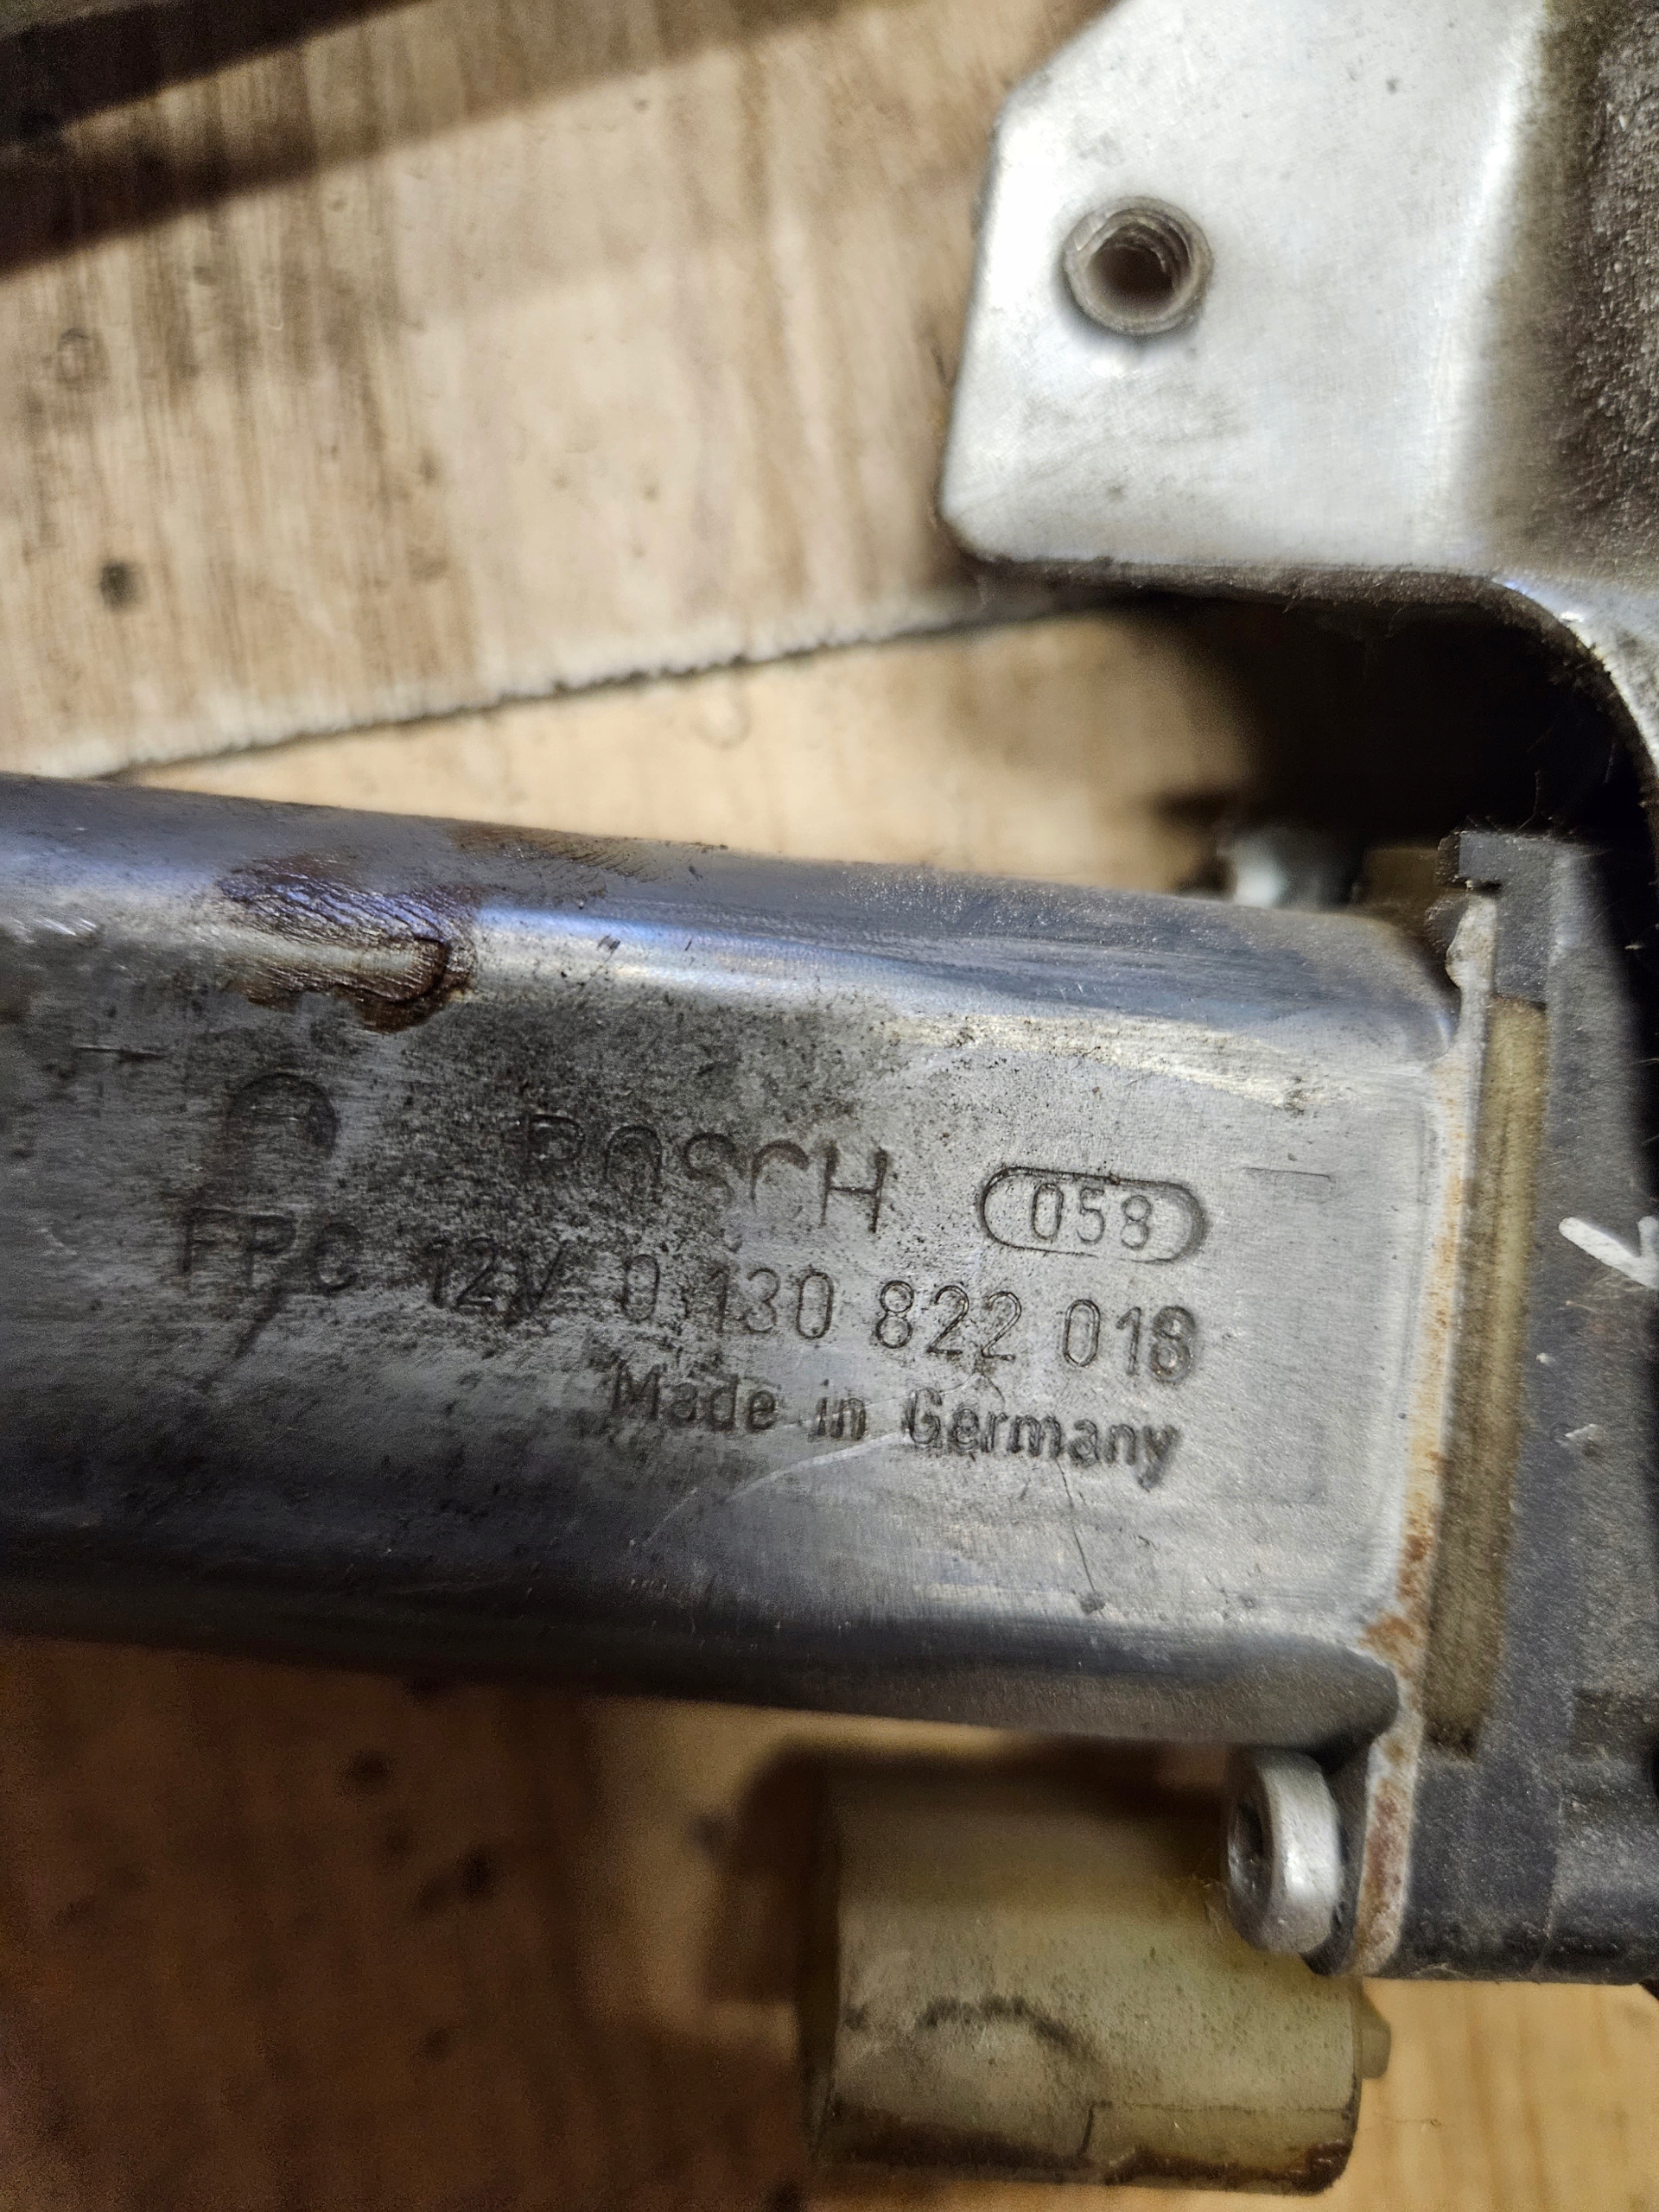 BOSCH 058
FPC 12V 0 130 822 018
Made in Germany